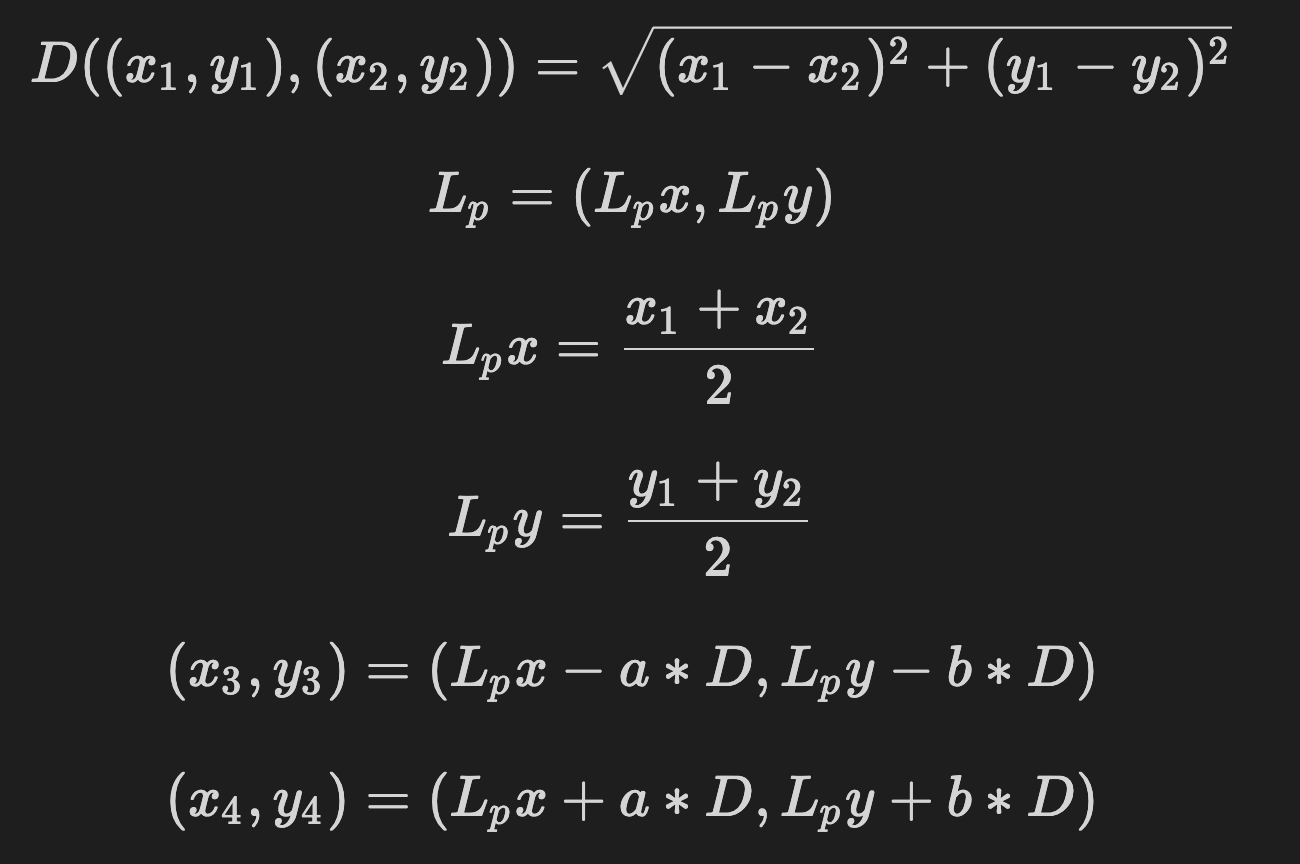 D((x₁, y₁), (x₂, y₂)) = √((x₁ − x₂)² + (y₁ − y₂)²)
Lₚ = (Lₚx, Lₚy)
Lₚx = (x₁ + x₂)/2
Lₚy = (y₁ + y₂)/2
(x₃, y₃) = (Lₚx − a * D, Lₚy − b * D)
(x₄, y₄) = (Lₚx + a * D, Lₚy + b * D)